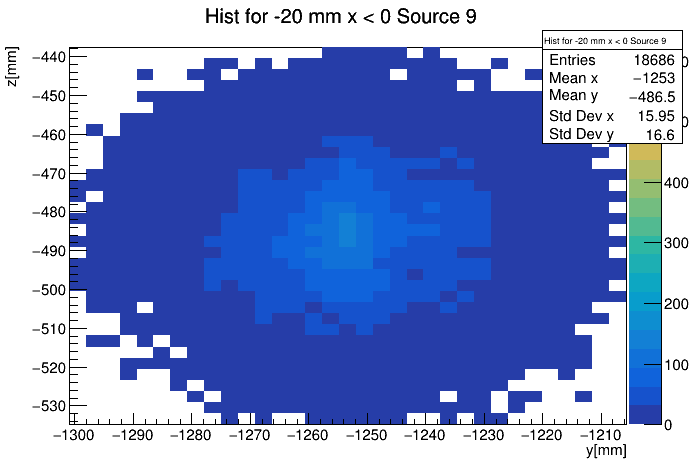 Hist for -20 mm x < 0 Source 9
Hist for -20 mm x < 0 Source 9
Entries 18686
Mean x −1253
Mean y −486.5
Std Dev x 15.95
Std Dev y 16.6
z[mm]
−440
−450
−460
−470
−480
−490
−500
−510
−520
−530
0
0
400
300
200
100
0
−1300 −1290 −1280 −1270 −1260 −1250 −1240 −1230 −1220 −1210
y[mm]